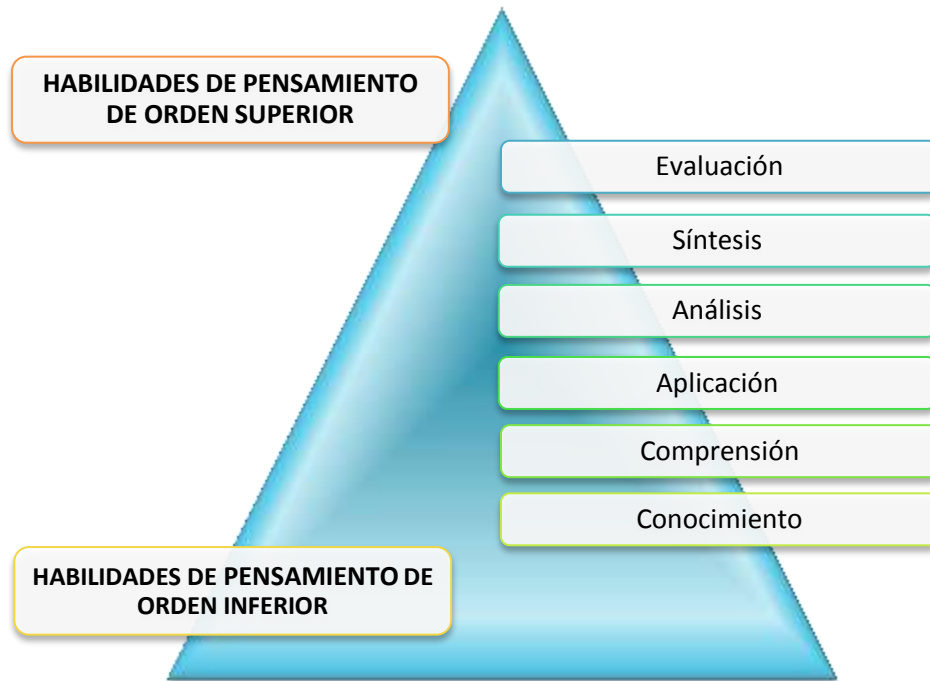 HABILIDADES DE PENSAMIENTO
DE ORDEN SUPERIOR
Evaluación
Síntesis
Análisis
Aplicación
Comprensión
Conocimiento
HABILIDADES DE PENSAMIENTO DE
ORDEN INFERIOR